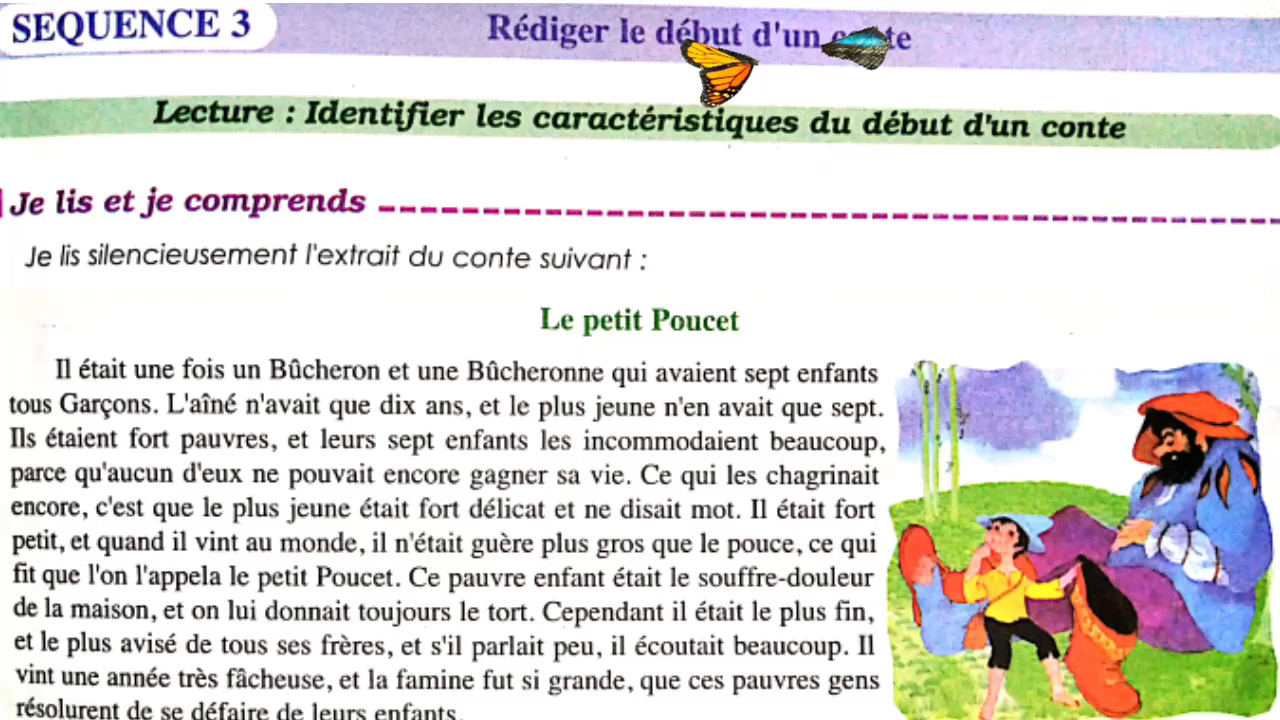 SEQUENCE 3
Rédiger le début d'un
Lecture : Identifier les caractéristiques du début d'un conte
Je lis et je comprends
Je lis silencieusement l'extrait du conte suivant :
Le petit Poucet
Il était une fois un Bûcheron et une Bûcheronne qui avaient sept enfants
tous Garçons. L'aîné n'avait que dix ans, et le plus jeune n'en avait que sept.
Ils étaient fort pauvres, et leurs sept enfants les incommodaient beaucoup,
parce qu'aucun d'eux ne pouvait encore gagner sa vie. Ce qui les chagrinait
encore, c'est que le plus jeune était fort délicat et ne disait mot. Il était fort
petit, et quand il vint au monde, il n'était guère plus gros que le pouce, ce qui
fit que l'on l'appela le petit Poucet. Ce pauvre enfant était le souffre-douleur
de la maison, et on lui donnait toujours le tort. Cependant il était le plus fin,
et le plus avisé de tous ses frères, et s'il parlait peu, il écoutait beaucoup. Il
vint une année très fâcheuse, et la famine fut si grande, que ces pauvres gens
résolurent de se défaire de leurs enfants.